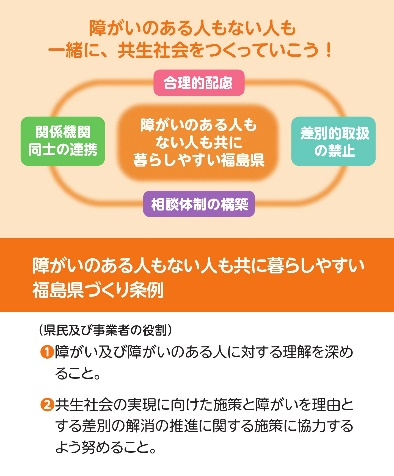 障がいのある人もない人も
一緒に、共生社会をつくっていこう！
合理的配慮
関係機関
同士の連携
障がいのある人も
ない人も共に
暮らしやすい福島県
差別的取扱
の禁止
相談体制の構築
障がいのある人もない人も共に暮らしやすい
福島県づくり条例
（県民及び事業者の役割）
❶障がい及び障がいのある人に対する理解を深め
ること。
❷共生社会の実現に向けた施策と障がいを理由と
する差別の解消の推進に関する施策に協力する
よう努めること。